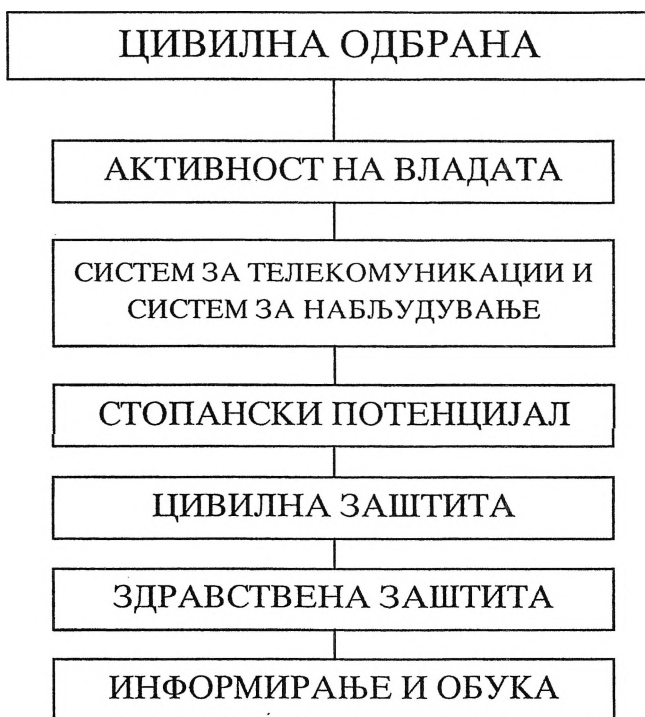 ЦИВИЛНА ОДБРАНА
АКТИВНОСТ НА ВЛАДАТА
СИСТЕМ ЗА ТЕЛЕКОМУНИКАЦИИ И
СИСТЕМ ЗА НАБЉУДУВАЊЕ
СТОПАНСКИ ПОТЕНЦИЈАЛ
ЦИВИЛНА ЗАШТИТА
ЗДРАВСТВЕНА ЗАШТИТА
ИНФОРМИРАЊЕ И ОБУКА